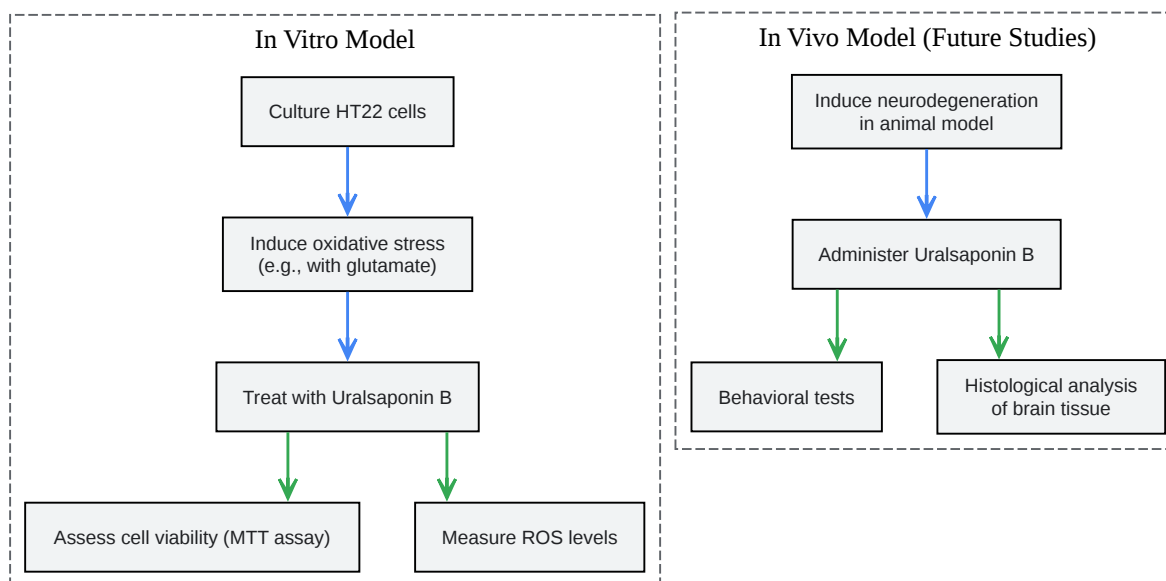 In Vitro Model
Culture HT22 cells
Induce oxidative stress
(e.g., with glutamate)
Treat with Uralsaponin B
Assess cell viability (MTT assay)
Measure ROS levels
In Vivo Model (Future Studies)
Induce neurodegeneration
in animal model
Administer Uralsaponin B
Behavioral tests
Histological analysis
of brain tissue